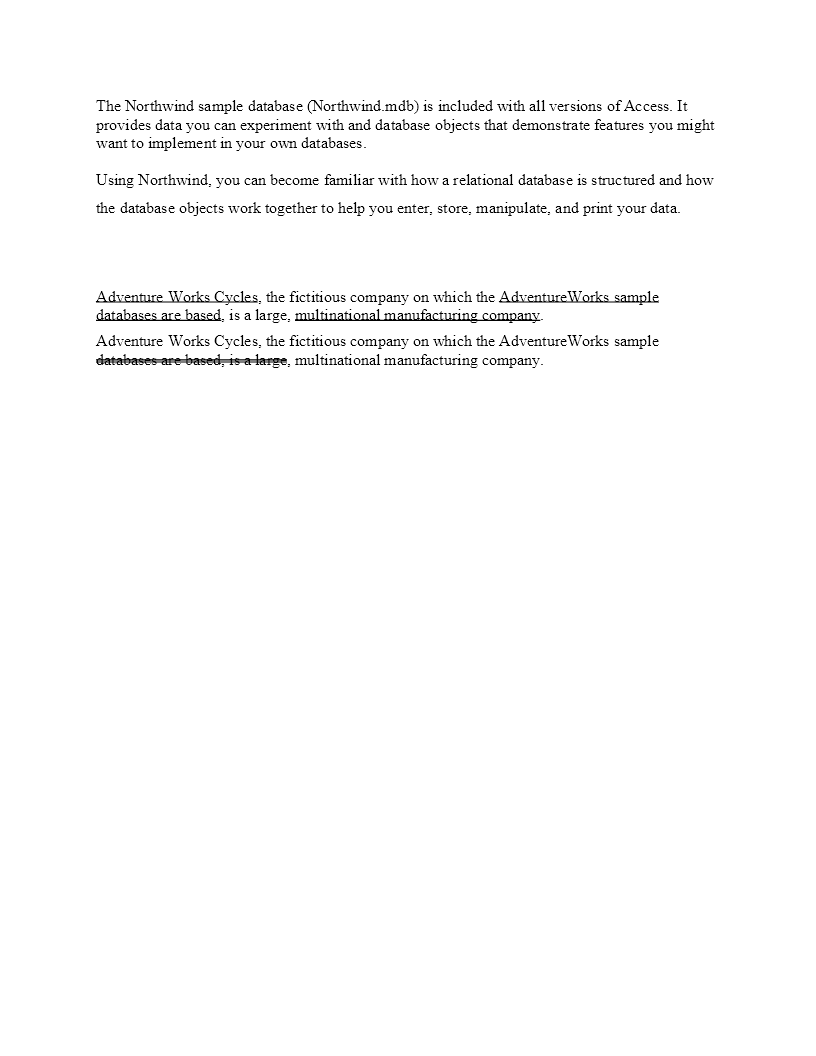 The Northwind sample database (Northwind.mdb) is included with all versions of Access. It
provides data you can experiment with and database objects that demonstrate features you might
want to implement in your own databases.
Using Northwind, you can become familiar with how a relational database is structured and how
the database objects work together to help you enter, store, manipulate, and print your data.
Adventure Works Cycles, the fictitious company on which the AdventureWorks sample
databases are based, is a large, multinational manufacturing company.
Adventure Works Cycles, the fictitious company on which the AdventureWorks sample
databases are based, is a large, multinational manufacturing company.